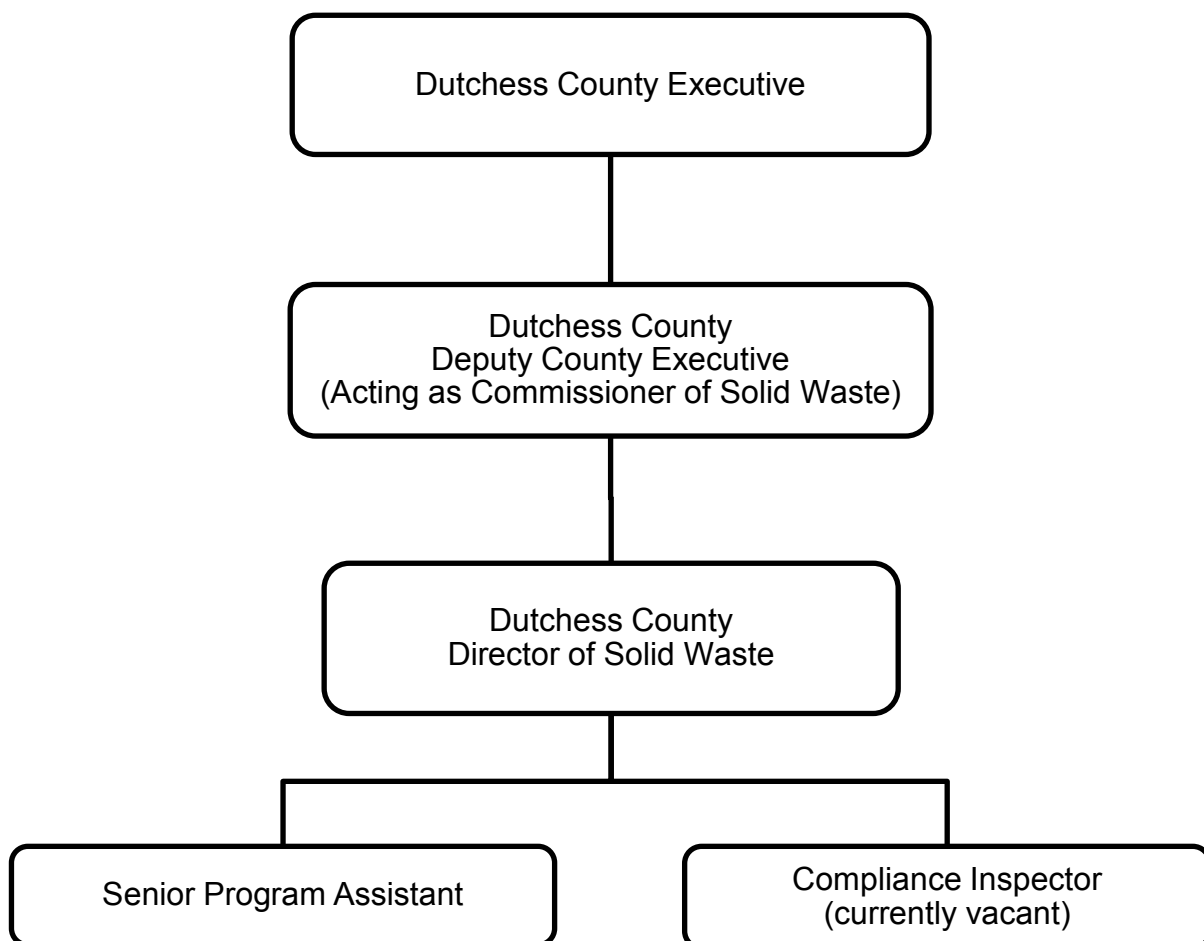 Dutchess County Executive
Dutchess County
Deputy County Executive
(Acting as Commissioner of Solid Waste)
Dutchess County
Director of Solid Waste
Senior Program Assistant
Compliance Inspector
(currently vacant)